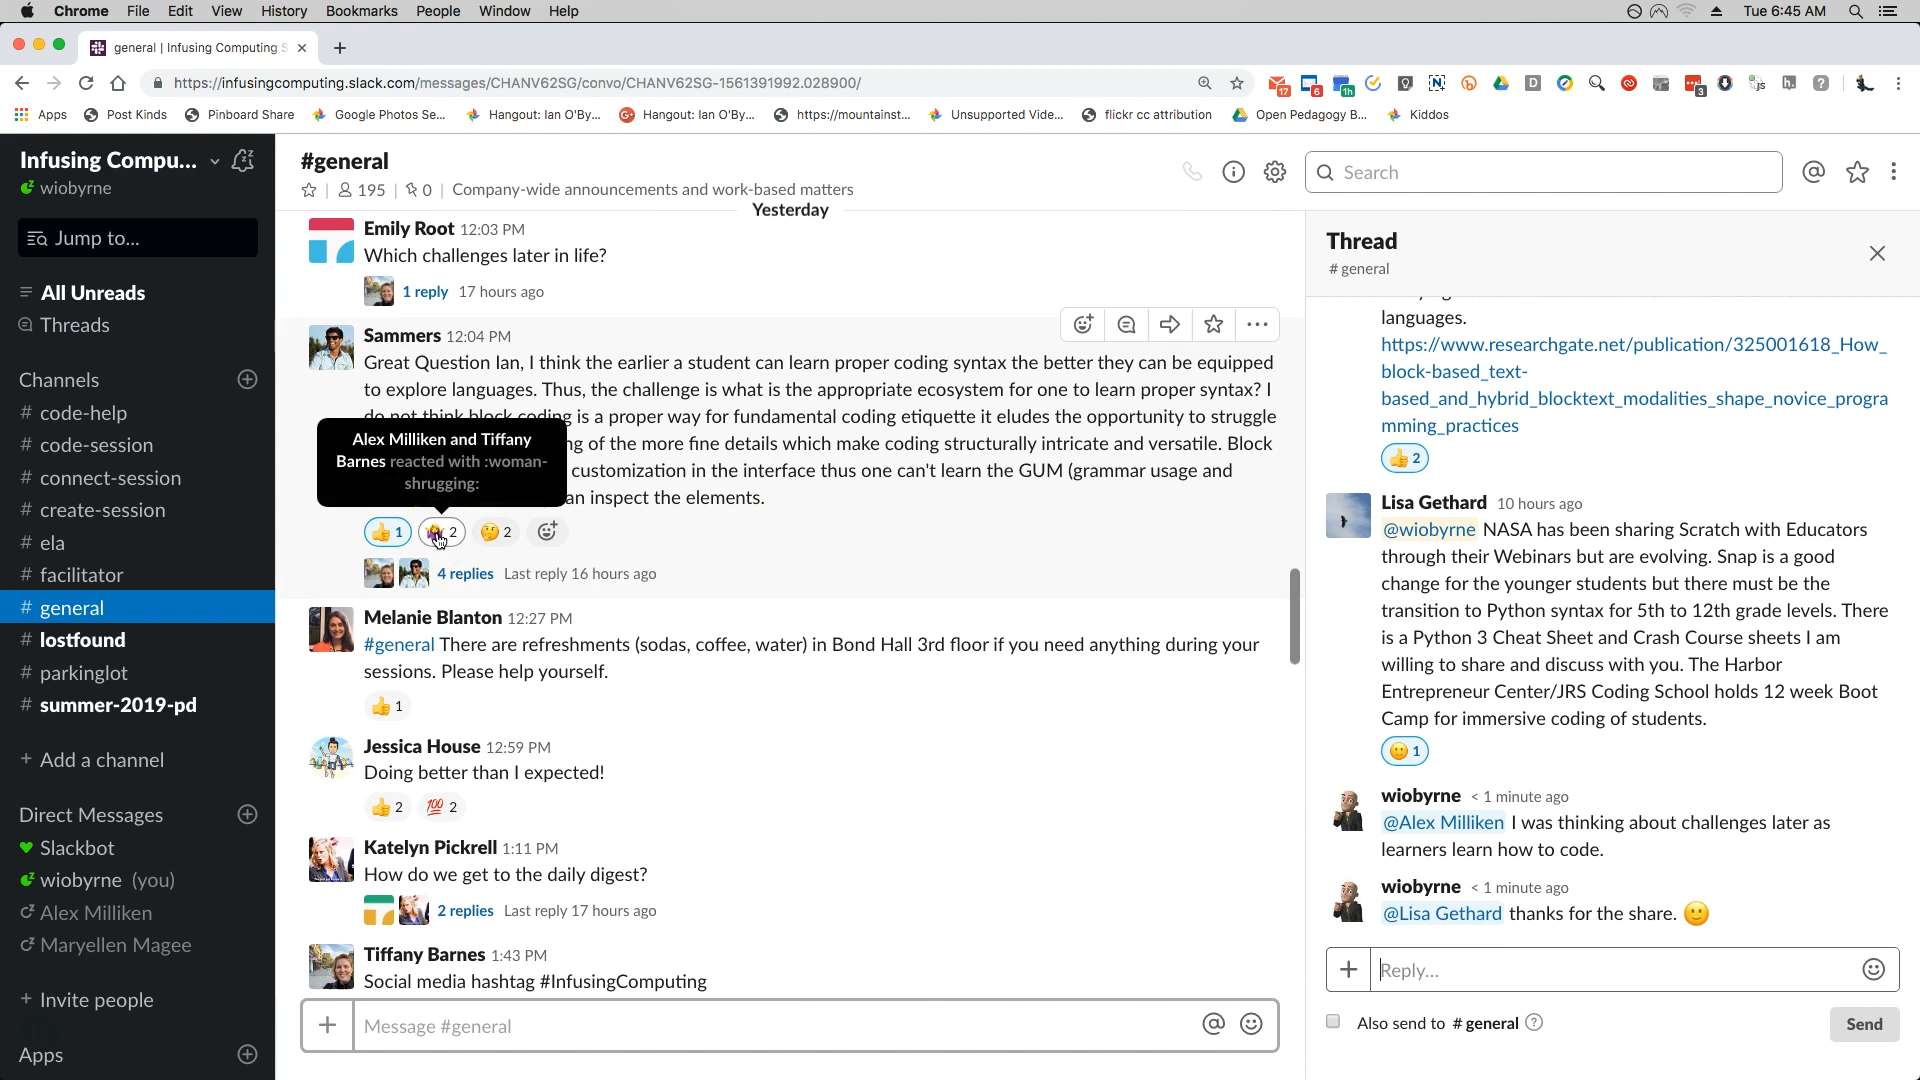 Chrome File Edit View History Bookmarks People Window Help Tue 6:45 AM
general | Infusing Computing S
https://infusingcomputing.slack.com/messages/CHANV62SG/convo/CHANV62SG-1561391992.028900/
17 6 1h 3
Apps Post Kinds Pinboard Share Google Photos Se... Hangout: Ian O'By... Hangout: Ian O'By... https://mountainst... Unsupported Vide... flickr cc attribution Open Pedagogy B... Kiddos
Infusing Compu...
wiobyrne
Jump to...
All Unreads
Threads
Channels
# code-help
# code-session
# connect-session
# create-session
# ela
# facilitator
# general
# lostfound
# parkinglot
# summer-2019-pd
+ Add a channel
Direct Messages
Slackbot
wiobyrne (you)
Alex Milliken
Maryellen Magee
+ Invite people
Apps
#general
195 | 0 | Company-wide announcements and work-based matters
Search
Yesterday
Emily Root 12:03 PM
Which challenges later in life?
1 reply 17 hours ago
Sammers 12:04 PM
Great Question Ian, I think the earlier a student can learn proper coding syntax the better they can be equipped
to explore languages. Thus, the challenge is what is the appropriate ecosystem for one to learn proper syntax? I
do not think block coding is a proper way for fundamental coding etiquette it eludes the opportunity to struggle
ng of the more fine details which make coding structurally intricate and versatile. Block
customization in the interface thus one can't learn the GUM (grammar usage and
an inspect the elements.
Alex Milliken and Tiffany
Barnes reacted with :woman-
shrugging:
1 2 2
4 replies Last reply 16 hours ago
Melanie Blanton 12:27 PM
#general There are refreshments (sodas, coffee, water) in Bond Hall 3rd floor if you need anything during your
sessions. Please help yourself.
1
Jessica House 12:59 PM
Doing better than I expected!
2 100 2
Katelyn Pickrell 1:11 PM
How do we get to the daily digest?
2 replies Last reply 17 hours ago
Tiffany Barnes 1:43 PM
Social media hashtag #InfusingComputing
Message #general
Thread
# general
languages.
https://www.researchgate.net/publication/325001618_How_
block-based_text-
based_and_hybrid_blocktext_modalities_shape_novice_progra
mming_practices
2
Lisa Gethard 10 hours ago
@wiobyrne NASA has been sharing Scratch with Educators
through their Webinars but are evolving. Snap is a good
change for the younger students but there must be the
transition to Python syntax for 5th to 12th grade levels. There
is a Python 3 Cheat Sheet and Crash Course sheets I am
willing to share and discuss with you. The Harbor
Entrepreneur Center/JRS Coding School holds 12 week Boot
Camp for immersive coding of students.
1
wiobyrne < 1 minute ago
@Alex Milliken I was thinking about challenges later as
learners learn how to code.
wiobyrne < 1 minute ago
@Lisa Gethard thanks for the share.
Reply...
Also send to # general
Send